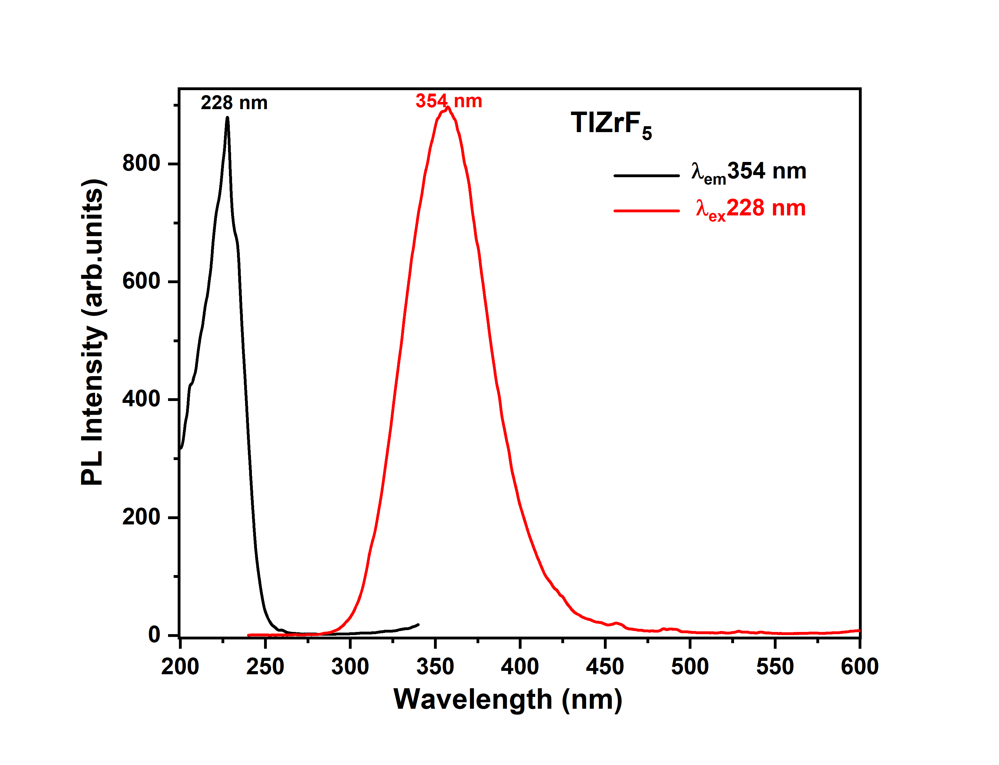 228 nm
354 nm
TlZrF5
λem354 nm
λex228 nm
PL Intensity (arb.units)
800
600
400
200
0
200 250 300 350 400 450 500 550 600
Wavelength (nm)